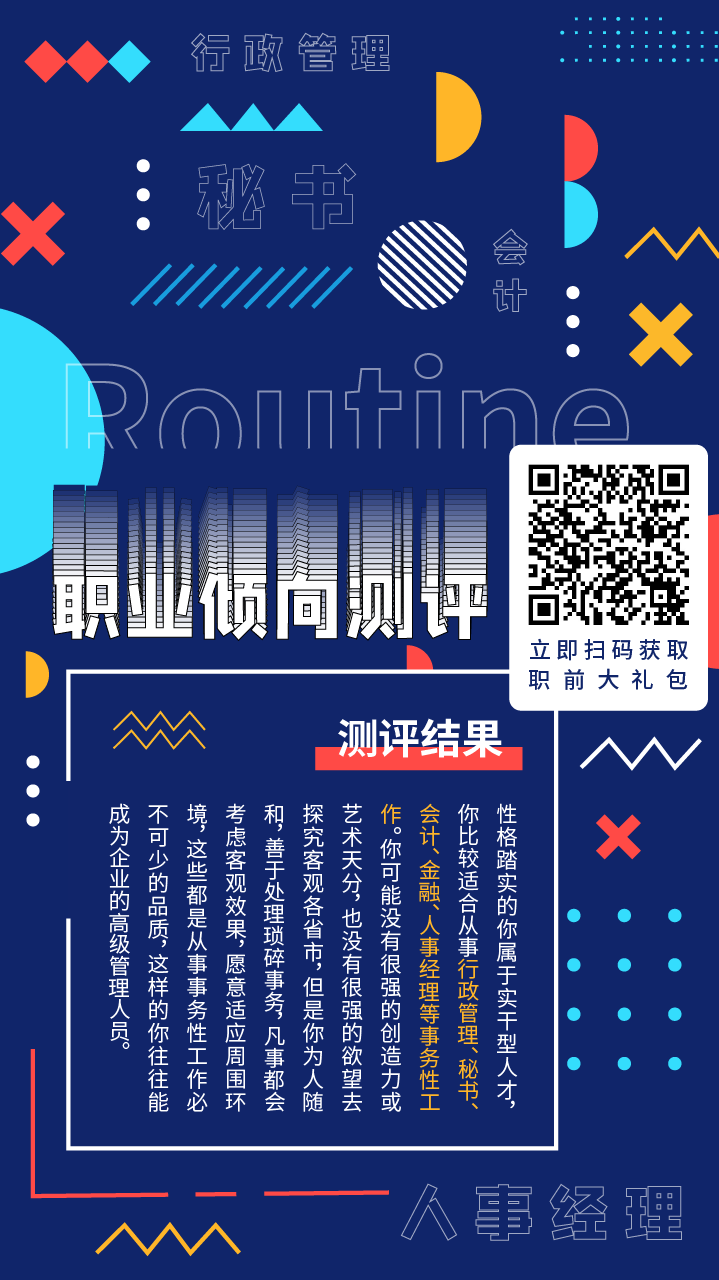 行政管理
秘书
会计
Routine
职业倾向测评
立即扫码获取
职前大礼包
测评结果
性格踏实的你属于实干型人才，
你比较适合从事行政管理、秘书、
会计、金融、人事经理等事务性工
作。你可能没有很强的创造力或
艺术天分，也没有很强的欲望去
探究客观各省市，但是你为人随
和，善于处理琐碎事务，凡事都会
考虑客观效果，愿意适应周围环
境，这些都是从事事务性工作必
不可少的品质，这样的你往往能
成为企业的高级管理人员。
人事经理